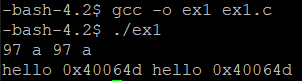 -bash-4.2$ gcc -o ex1 ex1.c
-bash-4.2$ ./ex1
97 a 97 a
hello 0x40064d hello 0x40064d